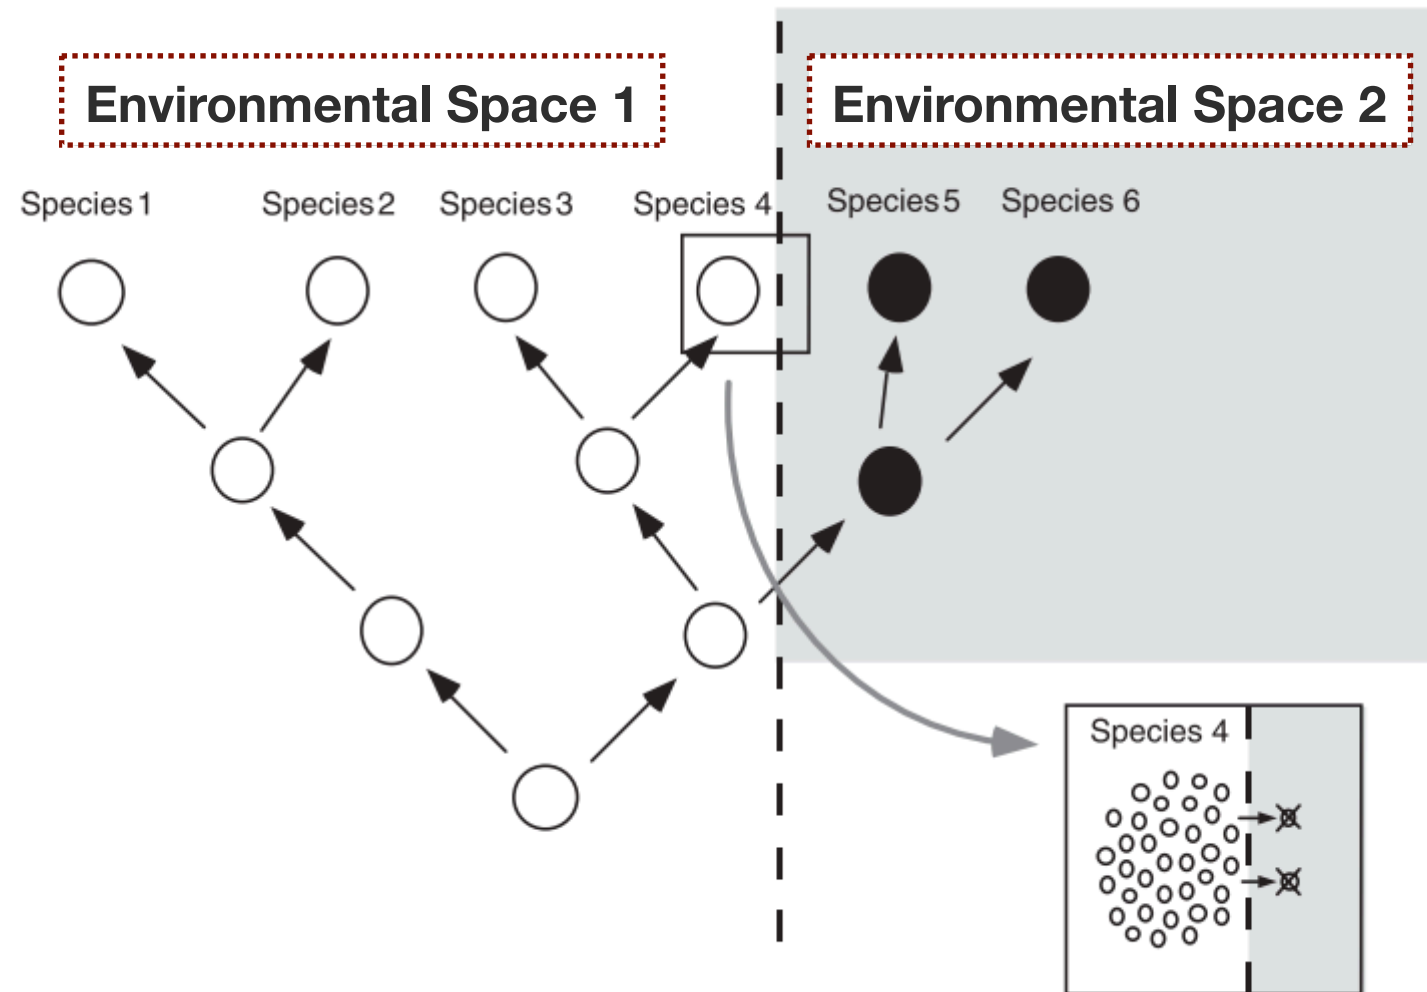 Environmental Space 1
Environmental Space 2
Species 1
Species 2
Species 3
Species 4
Species 5
Species 6
Species 4